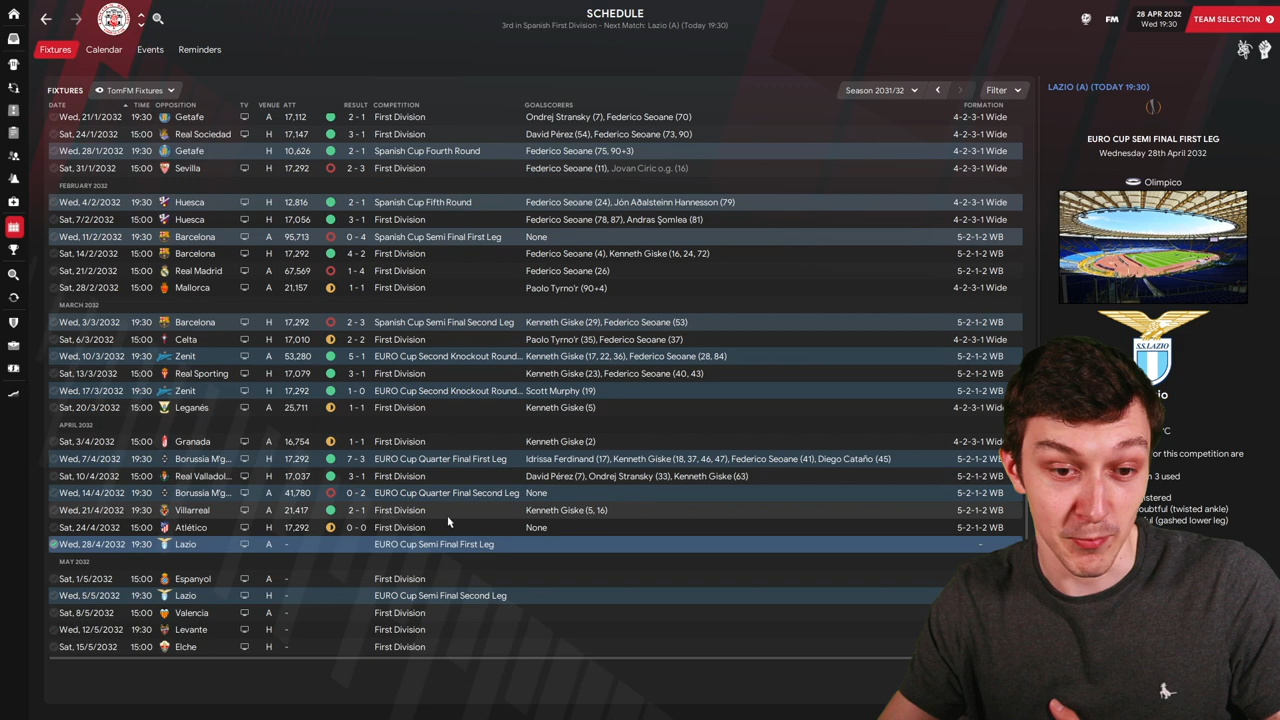 SCHEDULE
3rd in Spanish First Division - Next Match: Lazio (A) (Today 19:30)
FM
28 APR 2032
Wed 19:30
TEAM SELECTION
Fixtures Calendar Events Reminders
FIXTURES TomFM Fixtures Season 2031/32 Filter
DATE TIME OPPOSITION TV VENUE ATT RESULT COMPETITION GOALSCORERS FORMATION
Wed, 21/1/2032 19:30 Getafe A 17,112 2 - 1 First Division Ondrej Stransky (7), Federico Seoane (70) 4-2-3-1 Wide
Sat, 24/1/2032 15:00 Real Sociedad H 17,147 3 - 1 First Division David Pérez (54), Federico Seoane (73, 90) 4-2-3-1 Wide
Wed, 28/1/2032 19:30 Getafe H 10,626 2 - 1 Spanish Cup Fourth Round Federico Seoane (75, 90+3) 4-2-3-1 Wide
Sat, 31/1/2032 15:00 Sevilla H 17,292 2 - 3 First Division Federico Seoane (11), Jovan Ciric o.g. (16) 4-2-3-1 Wide
FEBRUARY 2032
Wed, 4/2/2032 19:30 Huesca H 12,816 2 - 1 Spanish Cup Fifth Round Federico Seoane (24), Jón Aðalsteinn Hannesson (79) 4-2-3-1 Wide
Sat, 7/2/2032 15:00 Huesca H 17,056 3 - 1 First Division Federico Seoane (78, 87), Andras Şomlea (81) 4-2-3-1 Wide
Wed, 11/2/2032 19:30 Barcelona A 95,713 0 - 4 Spanish Cup Semi Final First Leg None 5-2-1-2 WB
Sat, 14/2/2032 15:00 Barcelona H 17,292 4 - 2 First Division Federico Seoane (4), Kenneth Giske (16, 24, 72) 5-2-1-2 WB
Sat, 21/2/2032 15:00 Real Madrid A 67,569 1 - 4 First Division Federico Seoane (26) 5-2-1-2 WB
Sat, 28/2/2032 15:00 Mallorca A 21,157 1 - 1 First Division Paolo Tyrno'r (90+4) 4-2-3-1 Wide
MARCH 2032
Wed, 3/3/2032 19:30 Barcelona H 17,292 2 - 3 Spanish Cup Semi Final Second Leg Kenneth Giske (29), Federico Seoane (53) 5-2-1-2 WB
Sat, 6/3/2032 15:00 Celta H 17,010 2 - 2 First Division Paolo Tyrno'r (35), Federico Seoane (37) 4-2-3-1 Wide
Wed, 10/3/2032 19:30 Zenit A 53,280 5 - 1 EURO Cup Second Knockout Round... Kenneth Giske (17, 22, 36), Federico Seoane (28, 84) 5-2-1-2 WB
Sat, 13/3/2032 15:00 Real Sporting H 17,079 3 - 1 First Division Kenneth Giske (23), Federico Seoane (40, 43) 5-2-1-2 WB
Wed, 17/3/2032 19:30 Zenit H 17,292 1 - 0 EURO Cup Second Knockout Round... Scott Murphy (19) 5-2-1-2 WB
Sat, 20/3/2032 15:00 Leganés A 25,711 1 - 1 First Division Kenneth Giske (5) 4-2-3-1 Wide
APRIL 2032
Sat, 3/4/2032 15:00 Granada A 16,754 1 - 1 First Division Kenneth Giske (2) 4-2-3-1 Wide
Wed, 7/4/2032 19:30 Borussia M'g... H 17,292 7 - 3 EURO Cup Quarter Final First Leg Idrissa Ferdinand (17), Kenneth Giske (18, 37, 46, 47), Federico Seoane (41), Diego Cataño (45) 5-2-1-2 WB
Sat, 10/4/2032 15:00 Real Valladol... H 17,037 3 - 1 First Division David Pérez (7), Ondrej Stransky (33), Kenneth Giske (63) 5-2-1-2 WB
Wed, 14/4/2032 19:30 Borussia M'g... A 41,780 0 - 2 EURO Cup Quarter Final Second Leg None 5-2-1-2 WB
Wed, 21/4/2032 19:30 Villarreal A 21,417 2 - 1 First Division Kenneth Giske (5, 16) 5-2-1-2 WB
Sat, 24/4/2032 15:00 Atlético H 17,292 0 - 0 First Division None 5-2-1-2 WB
Wed, 28/4/2032 19:30 Lazio A - EURO Cup Semi Final First Leg -
MAY 2032
Sat, 1/5/2032 15:00 Espanyol A - First Division
Wed, 5/5/2032 19:30 Lazio H - EURO Cup Semi Final Second Leg
Sat, 8/5/2032 15:00 Valencia A - First Division
Wed, 12/5/2032 19:30 Levante H - First Division
Sat, 15/5/2032 15:00 Elche H - First Division
LAZIO (A) (TODAY 19:30)
EURO CUP SEMI FINAL FIRST LEG
Wednesday 28th April 2032
Olimpico
S.S.LAZIO
for this competition are
3 used
(twisted ankle)
(gashed lower leg)